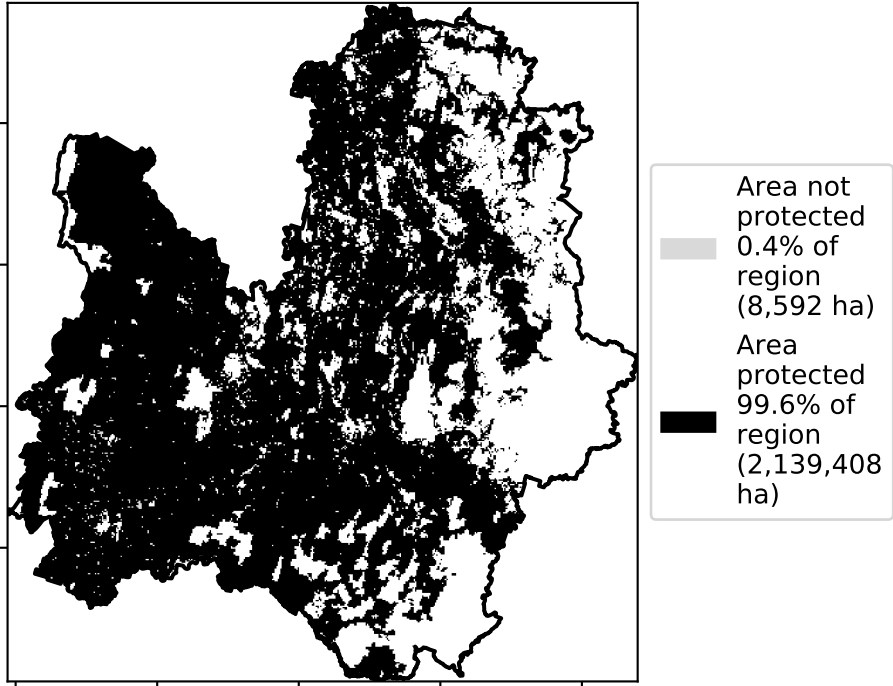 Area not
protected
0.4% of
region
(8,592 ha)
Area
protected
99.6% of
region
(2,139,408
ha)